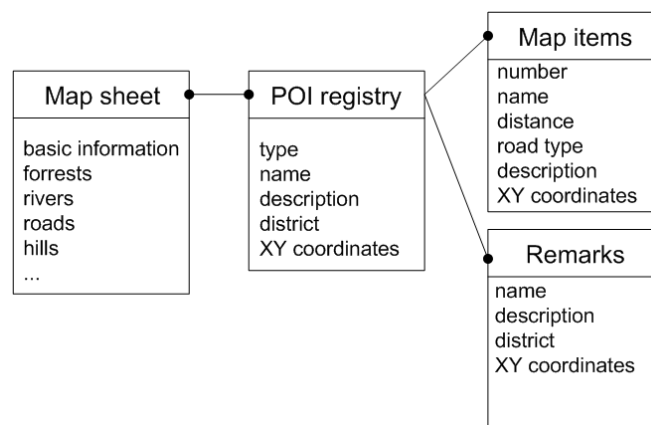 Map sheet
basic information
forrests
rivers
roads
hills
...
POI registry
type
name
description
district
XY coordinates
Map items
number
name
distance
road type
description
XY coordinates
Remarks
name
description
district
XY coordinates